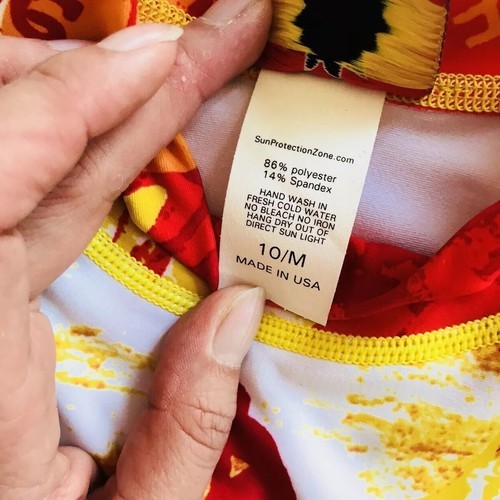 SunProtectionZone.com
86% polyester
14% Spandex
HAND WASH IN
FRESH COLD WATER
NO BLEACH NO IRON
HANG DRY OUT OF
DIRECT SUN LIGHT
10/M
MADE IN USA